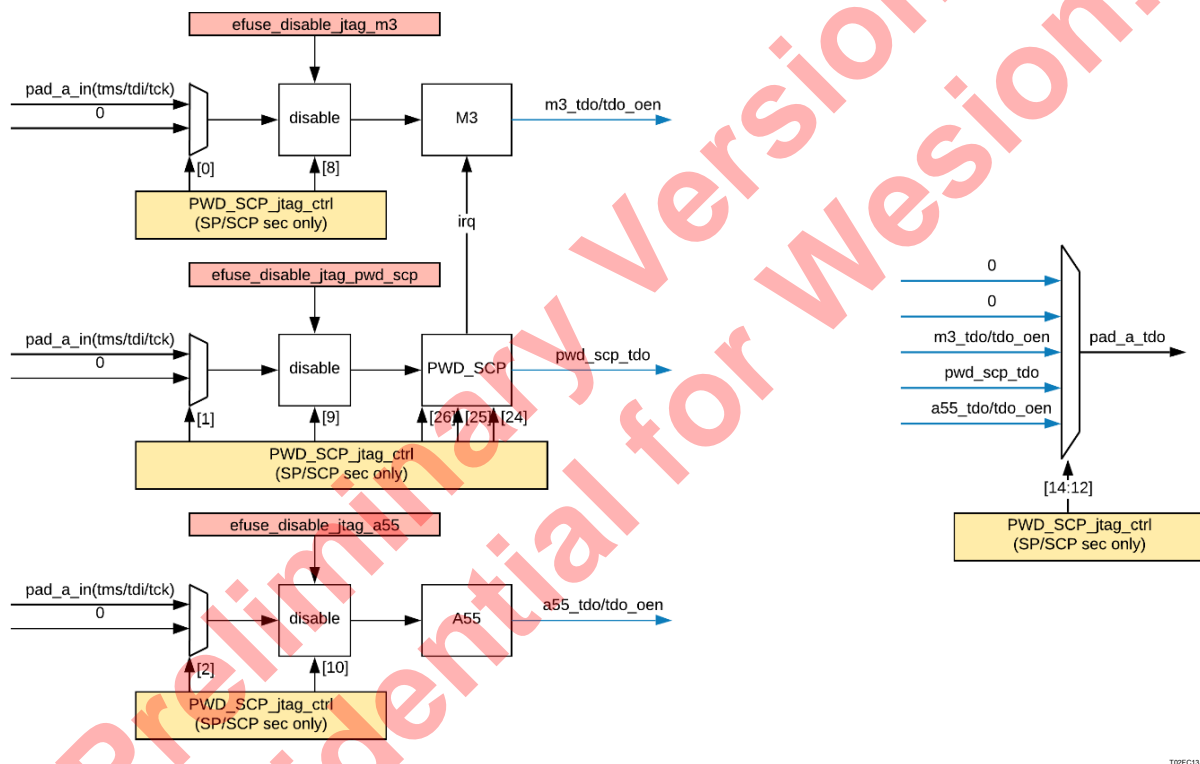 efuse_disable_jtag_m3
pad_a_in(tms/tdi/tck)
0
disable
M3
m3_tdo/tdo_oen
[0]
[8]
PWD_SCP_jtag_ctrl
(SP/SCP sec only)
irq
efuse_disable_jtag_pwd_scp
pad_a_in(tms/tdi/tck)
0
disable
PWD_SCP
pwd_scp_tdo
[1]
[9]
[26]
[25]
[24]
PWD_SCP_jtag_ctrl
(SP/SCP sec only)
efuse_disable_jtag_a55
pad_a_in(tms/tdi/tck)
0
disable
A55
a55_tdo/tdo_oen
[2]
[10]
PWD_SCP_jtag_ctrl
(SP/SCP sec only)
0
0
m3_tdo/tdo_oen
pwd_scp_tdo
a55_tdo/tdo_oen
pad_a_tdo
[14:12]
PWD_SCP_jtag_ctrl
(SP/SCP sec only)
Preliminary Version
for Wesion
T02FC13